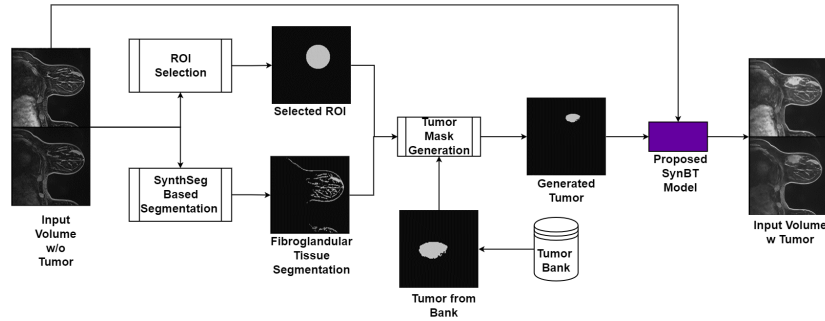 ROI
Selection
Selected ROI
SynthSeg
Based
Segmentation
Fibroglandular
Tissue
Segmentation
Input
Volume
w/o
Tumor
Tumor
Mask
Generation
Generated
Tumor
Tumor from
Bank
Tumor
Bank
Proposed
SynBT
Model
Input Volume
w Tumor